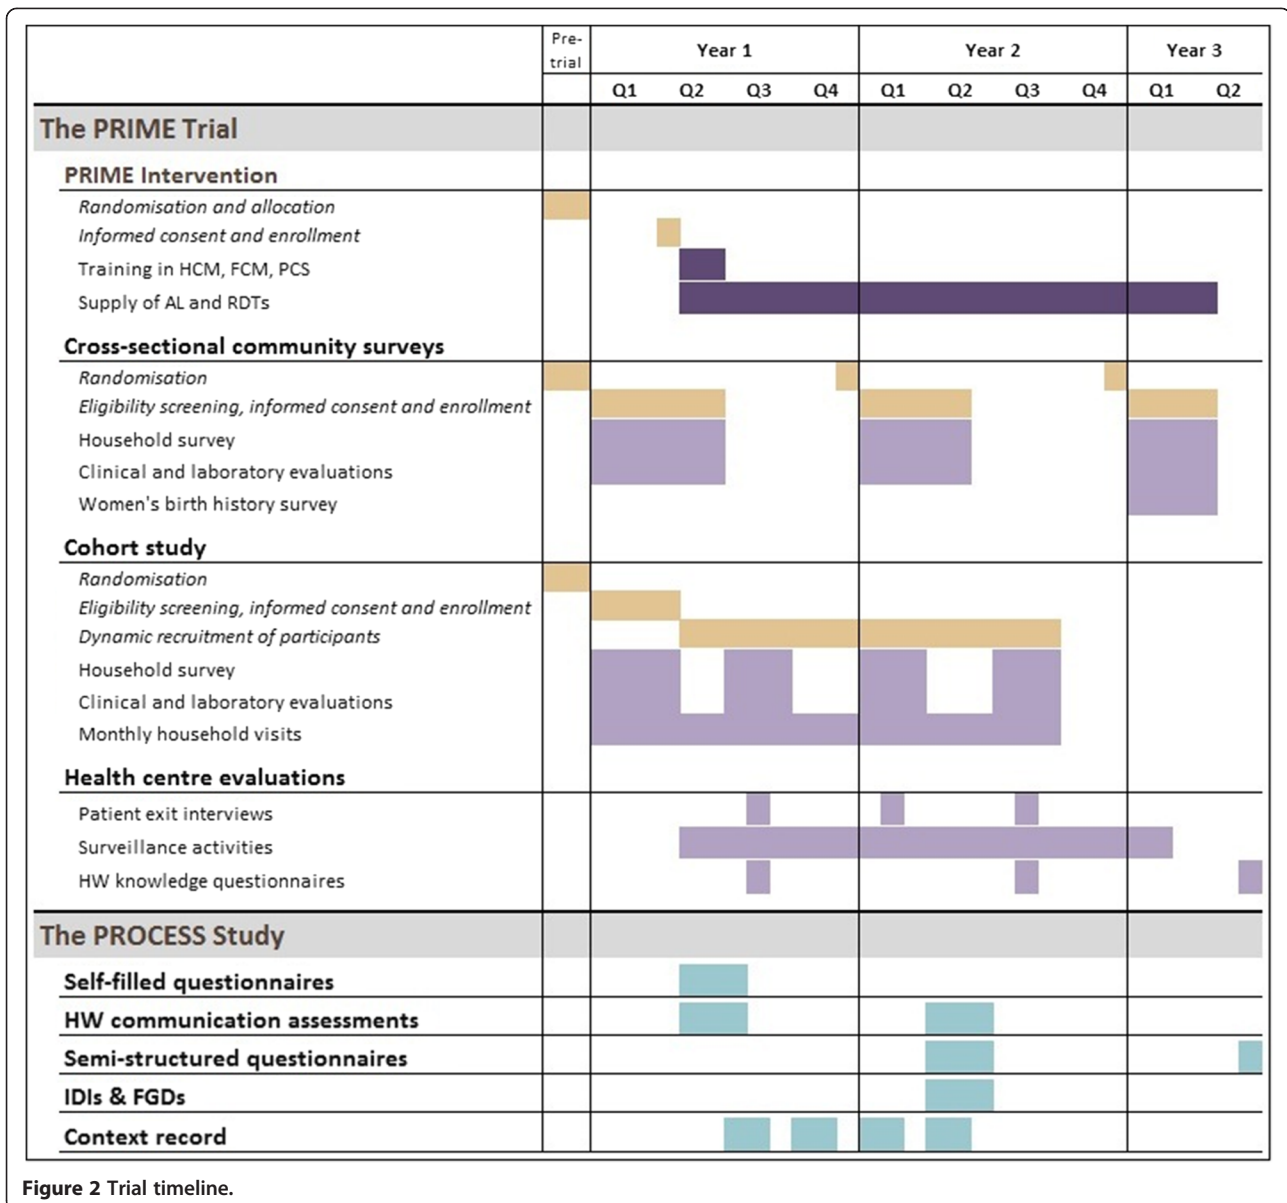 Pre-
trial
Year 1
Year 2
Year 3
Q1 Q2 Q3 Q4 Q1 Q2 Q3 Q4 Q1 Q2
The PRIME Trial
PRIME Intervention
Randomisation and allocation
Informed consent and enrollment
Training in HCM, FCM, PCS
Supply of AL and RDTs
Cross-sectional community surveys
Randomisation
Eligibility screening, informed consent and enrollment
Household survey
Clinical and laboratory evaluations
Women's birth history survey
Cohort study
Randomisation
Eligibility screening, informed consent and enrollment
Dynamic recruitment of participants
Household survey
Clinical and laboratory evaluations
Monthly household visits
Health centre evaluations
Patient exit interviews
Surveillance activities
HW knowledge questionnaires
The PROCESS Study
Self-filled questionnaires
HW communication assessments
Semi-structured questionnaires
IDIs & FGDs
Context record
Figure 2 Trial timeline.